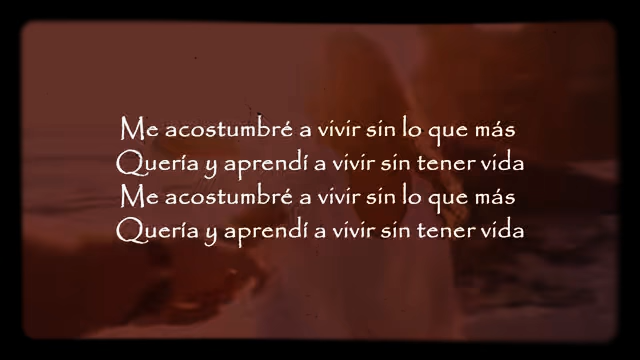 Me acostumbré a vivir sin lo que más
Quería y aprendí a vivir sin tener vida
Me acostumbré a vivir sin lo que más
Quería y aprendí a vivir sin tener vida